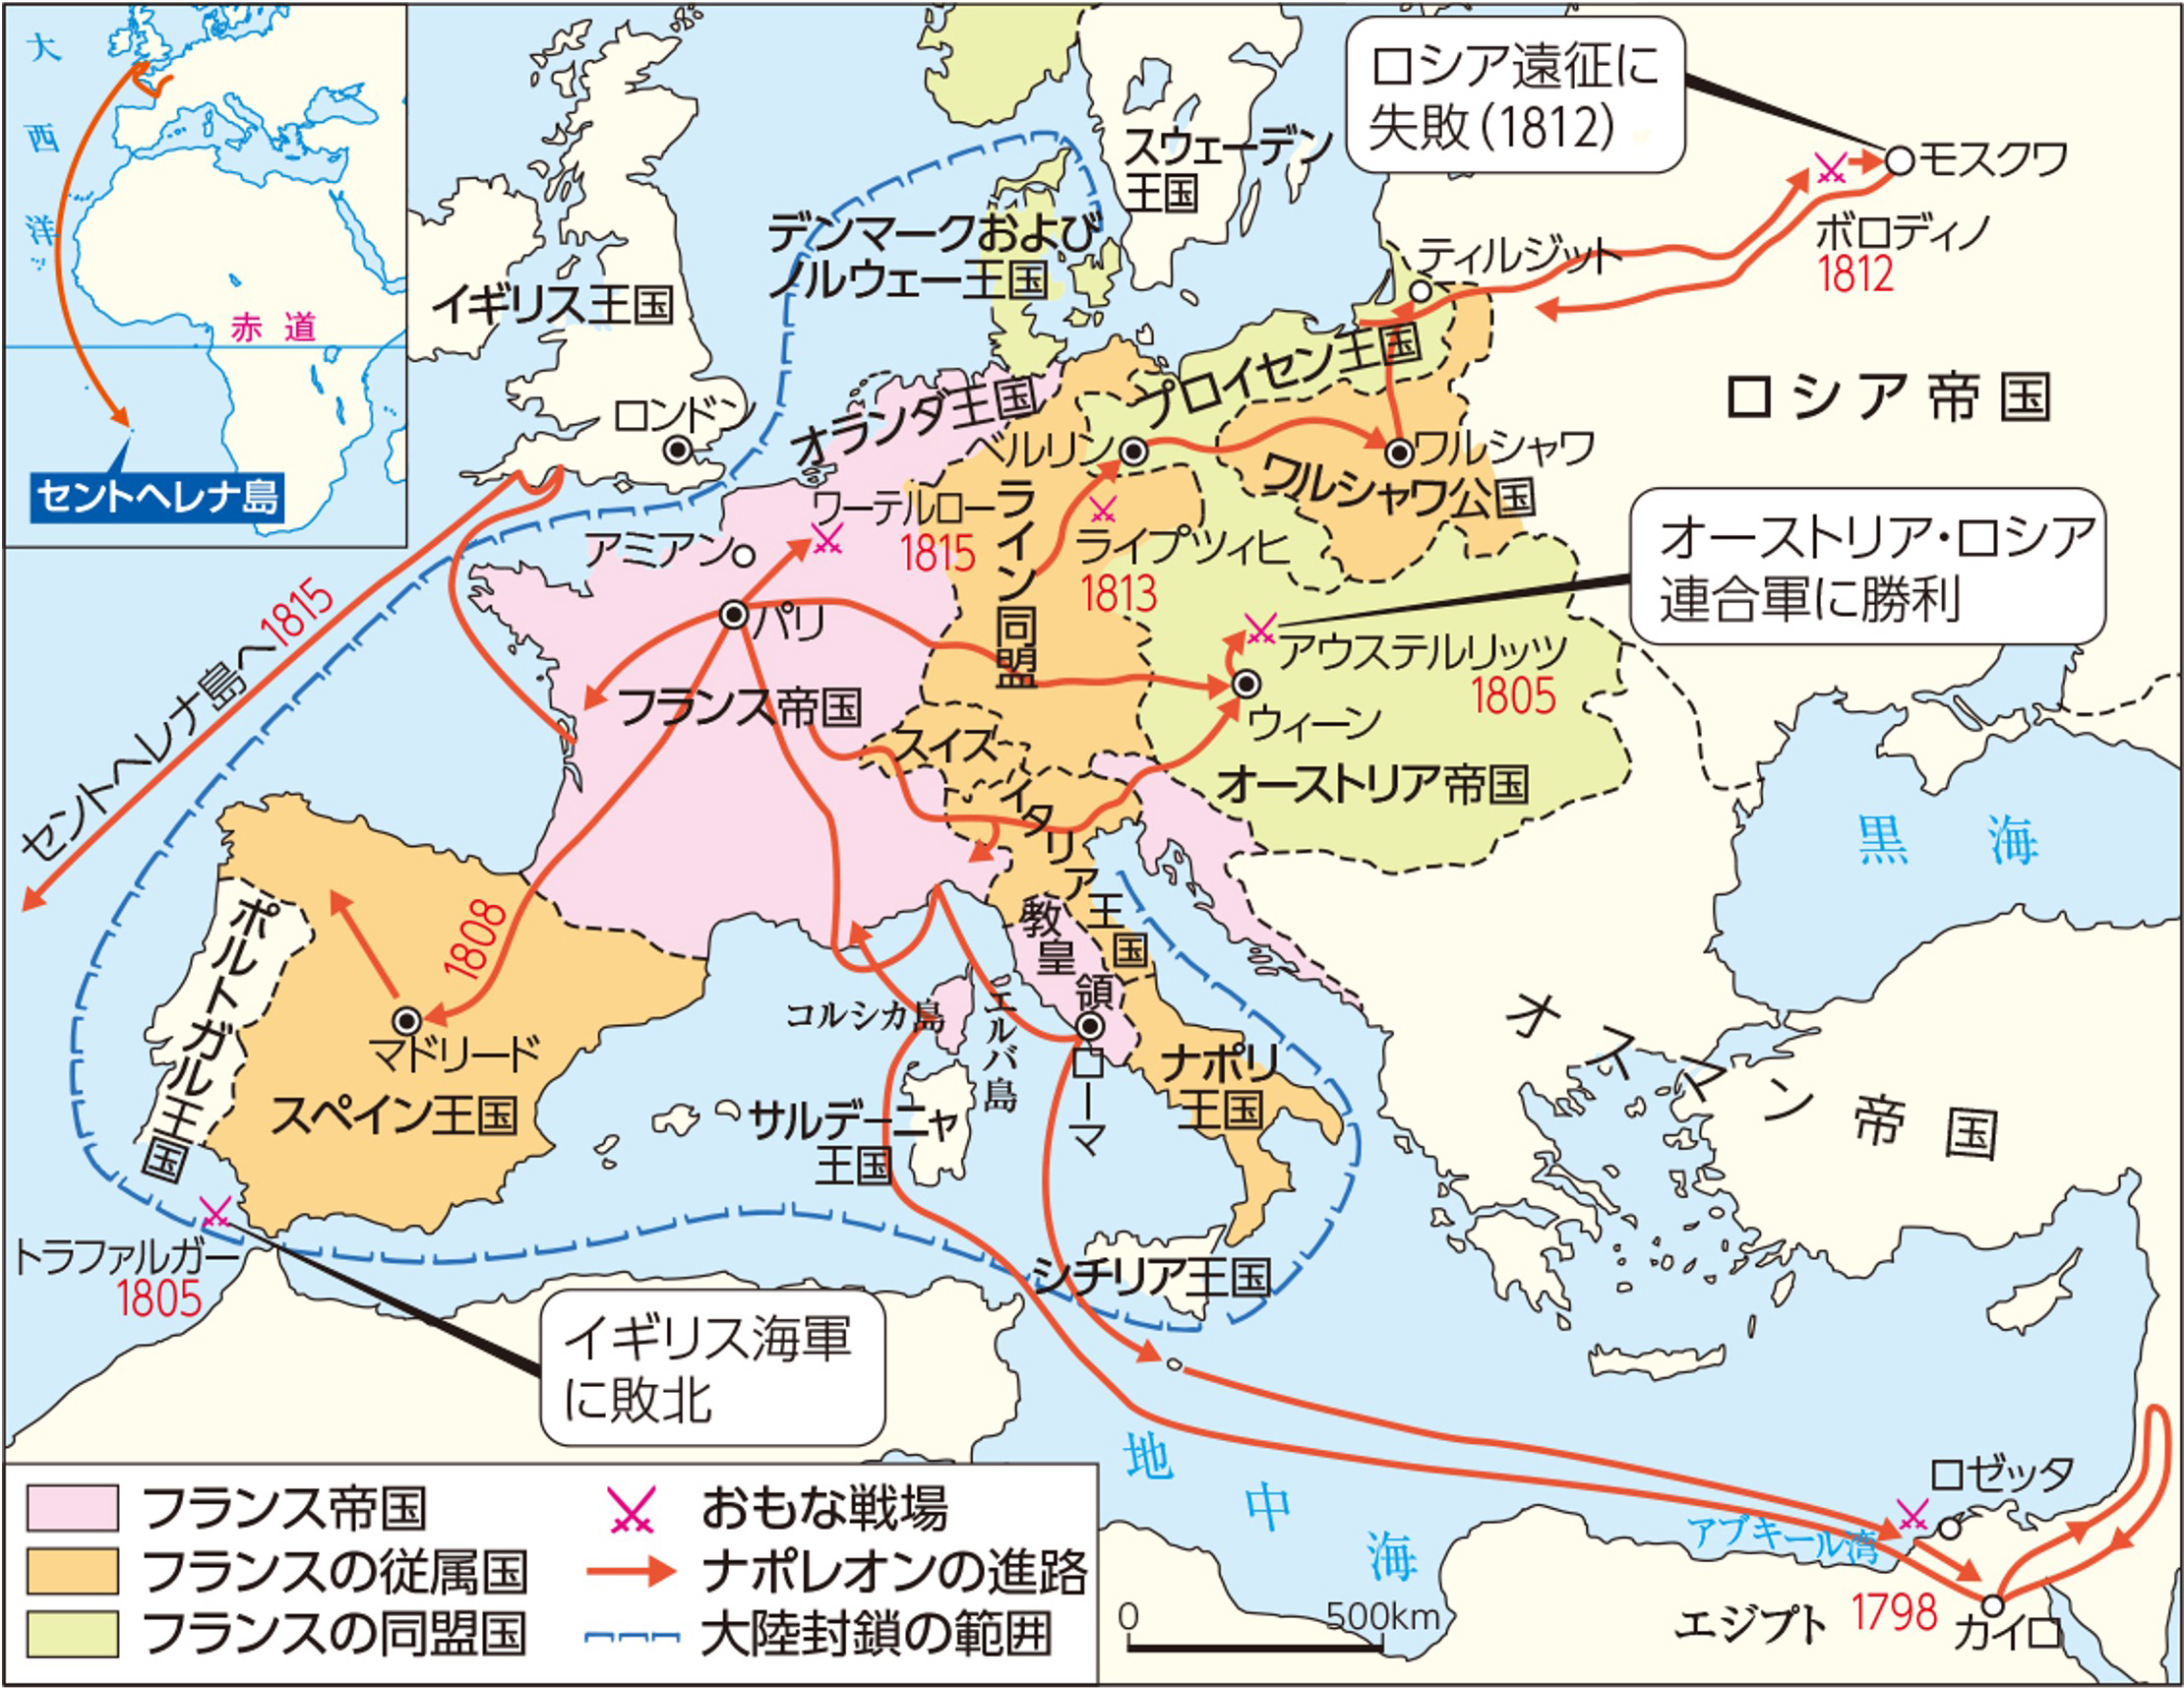 大西洋
赤道
セントヘレナ島
ロシア遠征に
失敗(1812)
モスクワ
ボロディノ
1812
スウェーデン
王国
デンマークおよび
ノルウェー王国
ティルジット
イギリス王国
ロンドン
オランダ王国
プロイセン王国
ロシア帝国
ベルリン
ワルシャワ
ワルシャワ公国
ワーテルロー
1815
アミアン
ライン同盟
ライプツィヒ
1813
オーストリア・ロシア
連合軍に勝利
パリ
アウステルリッツ
1805
セントヘレナ島へ1815
フランス帝国
スイス
ウィーン
オーストリア帝国
イタリア王国
黒海
ポルトガル王国
1808
教皇領
マドリード
スペイン王国
コルシカ島
エルバ島
ローマ
ナポリ
王国
サルデーニャ
王国
オスマン帝国
トラファルガー
1805
シチリア王国
イギリス海軍
に敗北
地中海
ロゼッタ
アブキール湾
エジプト
1798
カイロ
フランス帝国
フランスの従属国
フランスの同盟国
おもな戦場
ナポレオンの進路
大陸封鎖の範囲
0
500km